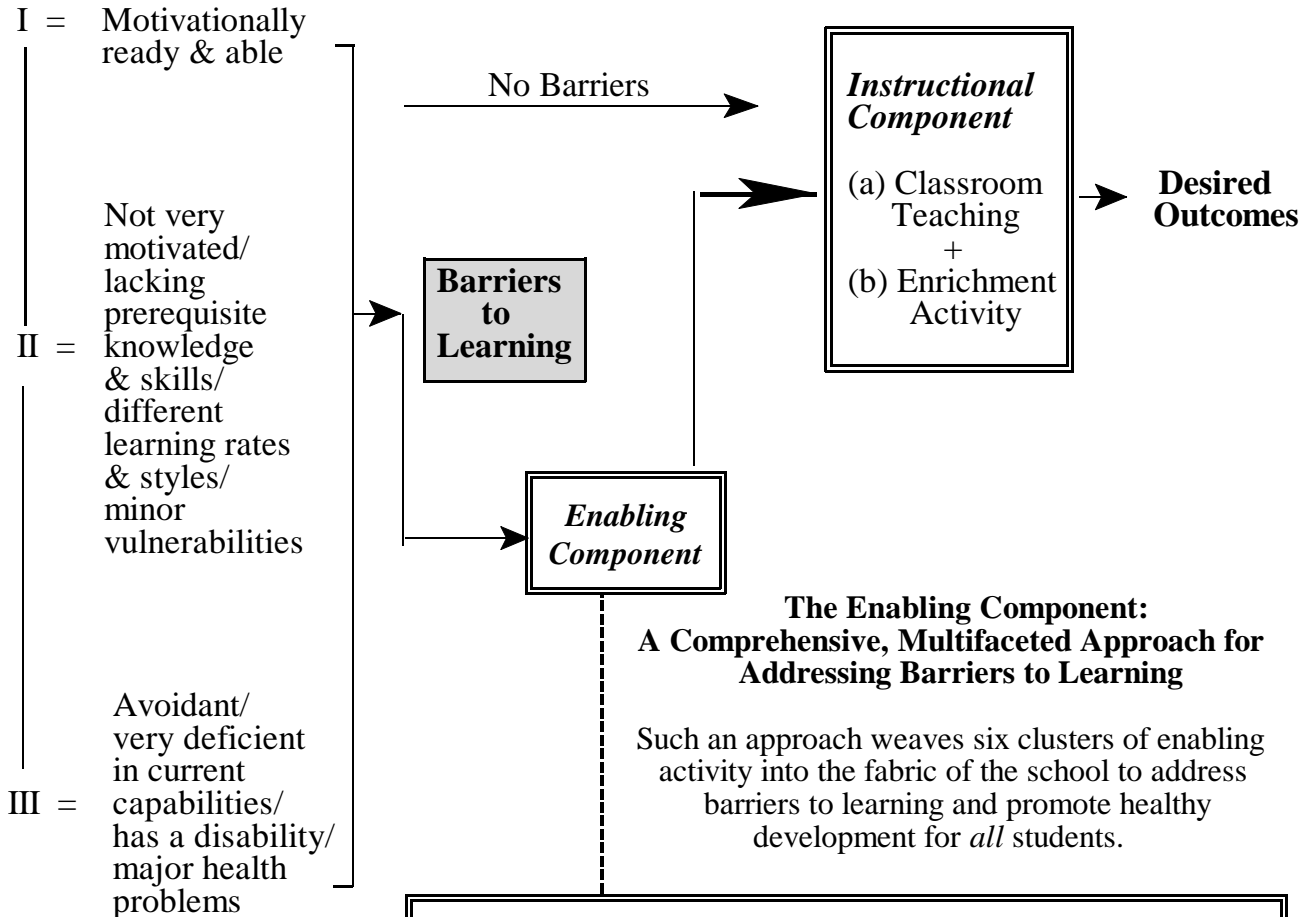 I = Motivationally
ready & able
No Barriers
Instructional
Component
(a) Classroom
Teaching
+
(b) Enrichment
Activity
Desired
Outcomes
Not very
motivated/
lacking
prerequisite
II = knowledge
& skills/
different
learning rates
& styles/
minor
vulnerabilities
Barriers
to
Learning
Enabling
Component
The Enabling Component:
A Comprehensive, Multifaceted Approach for
Addressing Barriers to Learning
Such an approach weaves six clusters of enabling
activity into the fabric of the school to address
barriers to learning and promote healthy
development for all students.
Avoidant/
very deficient
in current
III = capabilities/
has a disability/
major health
problems